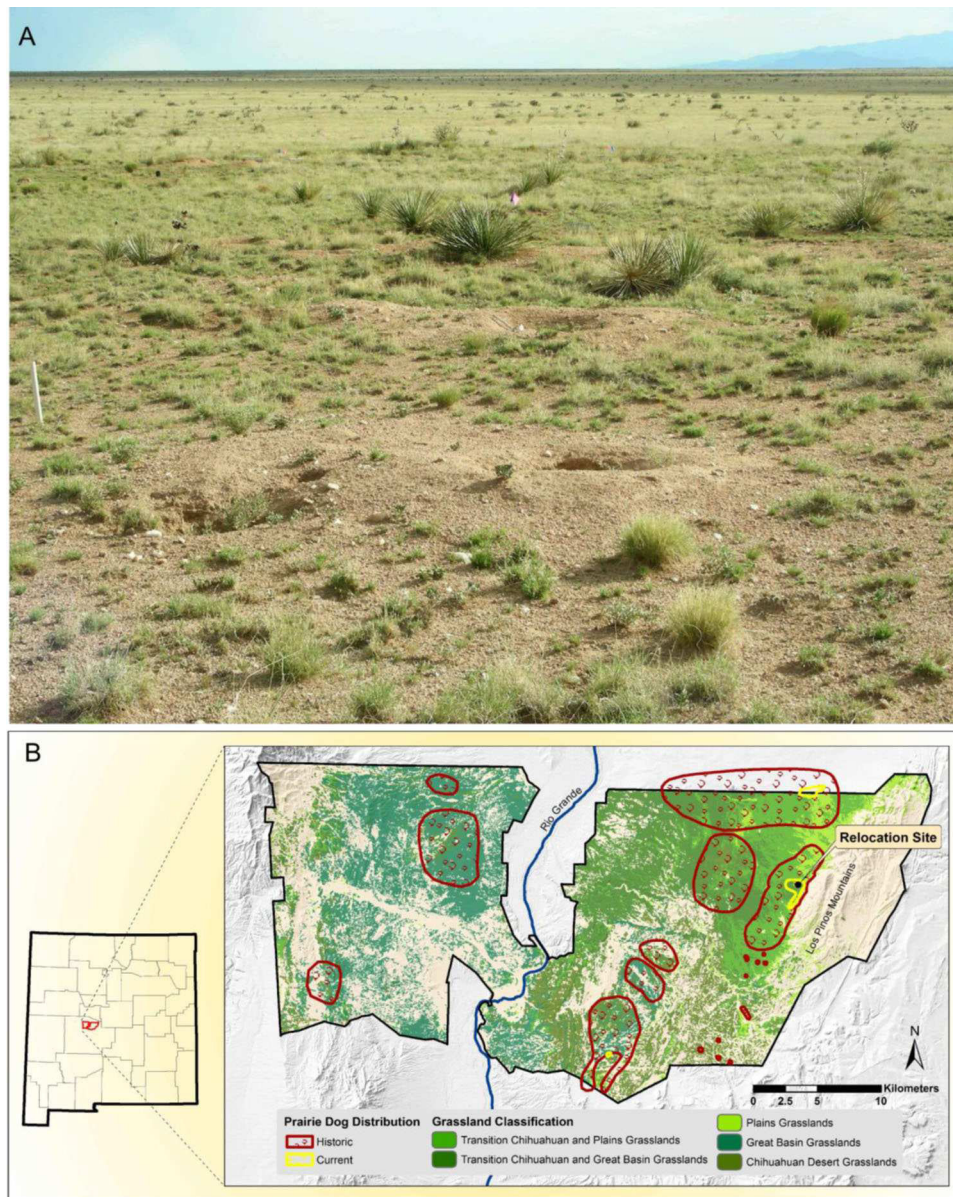 A
B
Rio Grande
Relocation Site
Los Pinos Mountains
N
Kilometers
0 2.5 5 10
Prairie Dog Distribution
Historic
Current
Grassland Classification
Transition Chihuahuan and Plains Grasslands
Transition Chihuahuan and Great Basin Grasslands
Plains Grasslands
Great Basin Grasslands
Chihuahuan Desert Grasslands